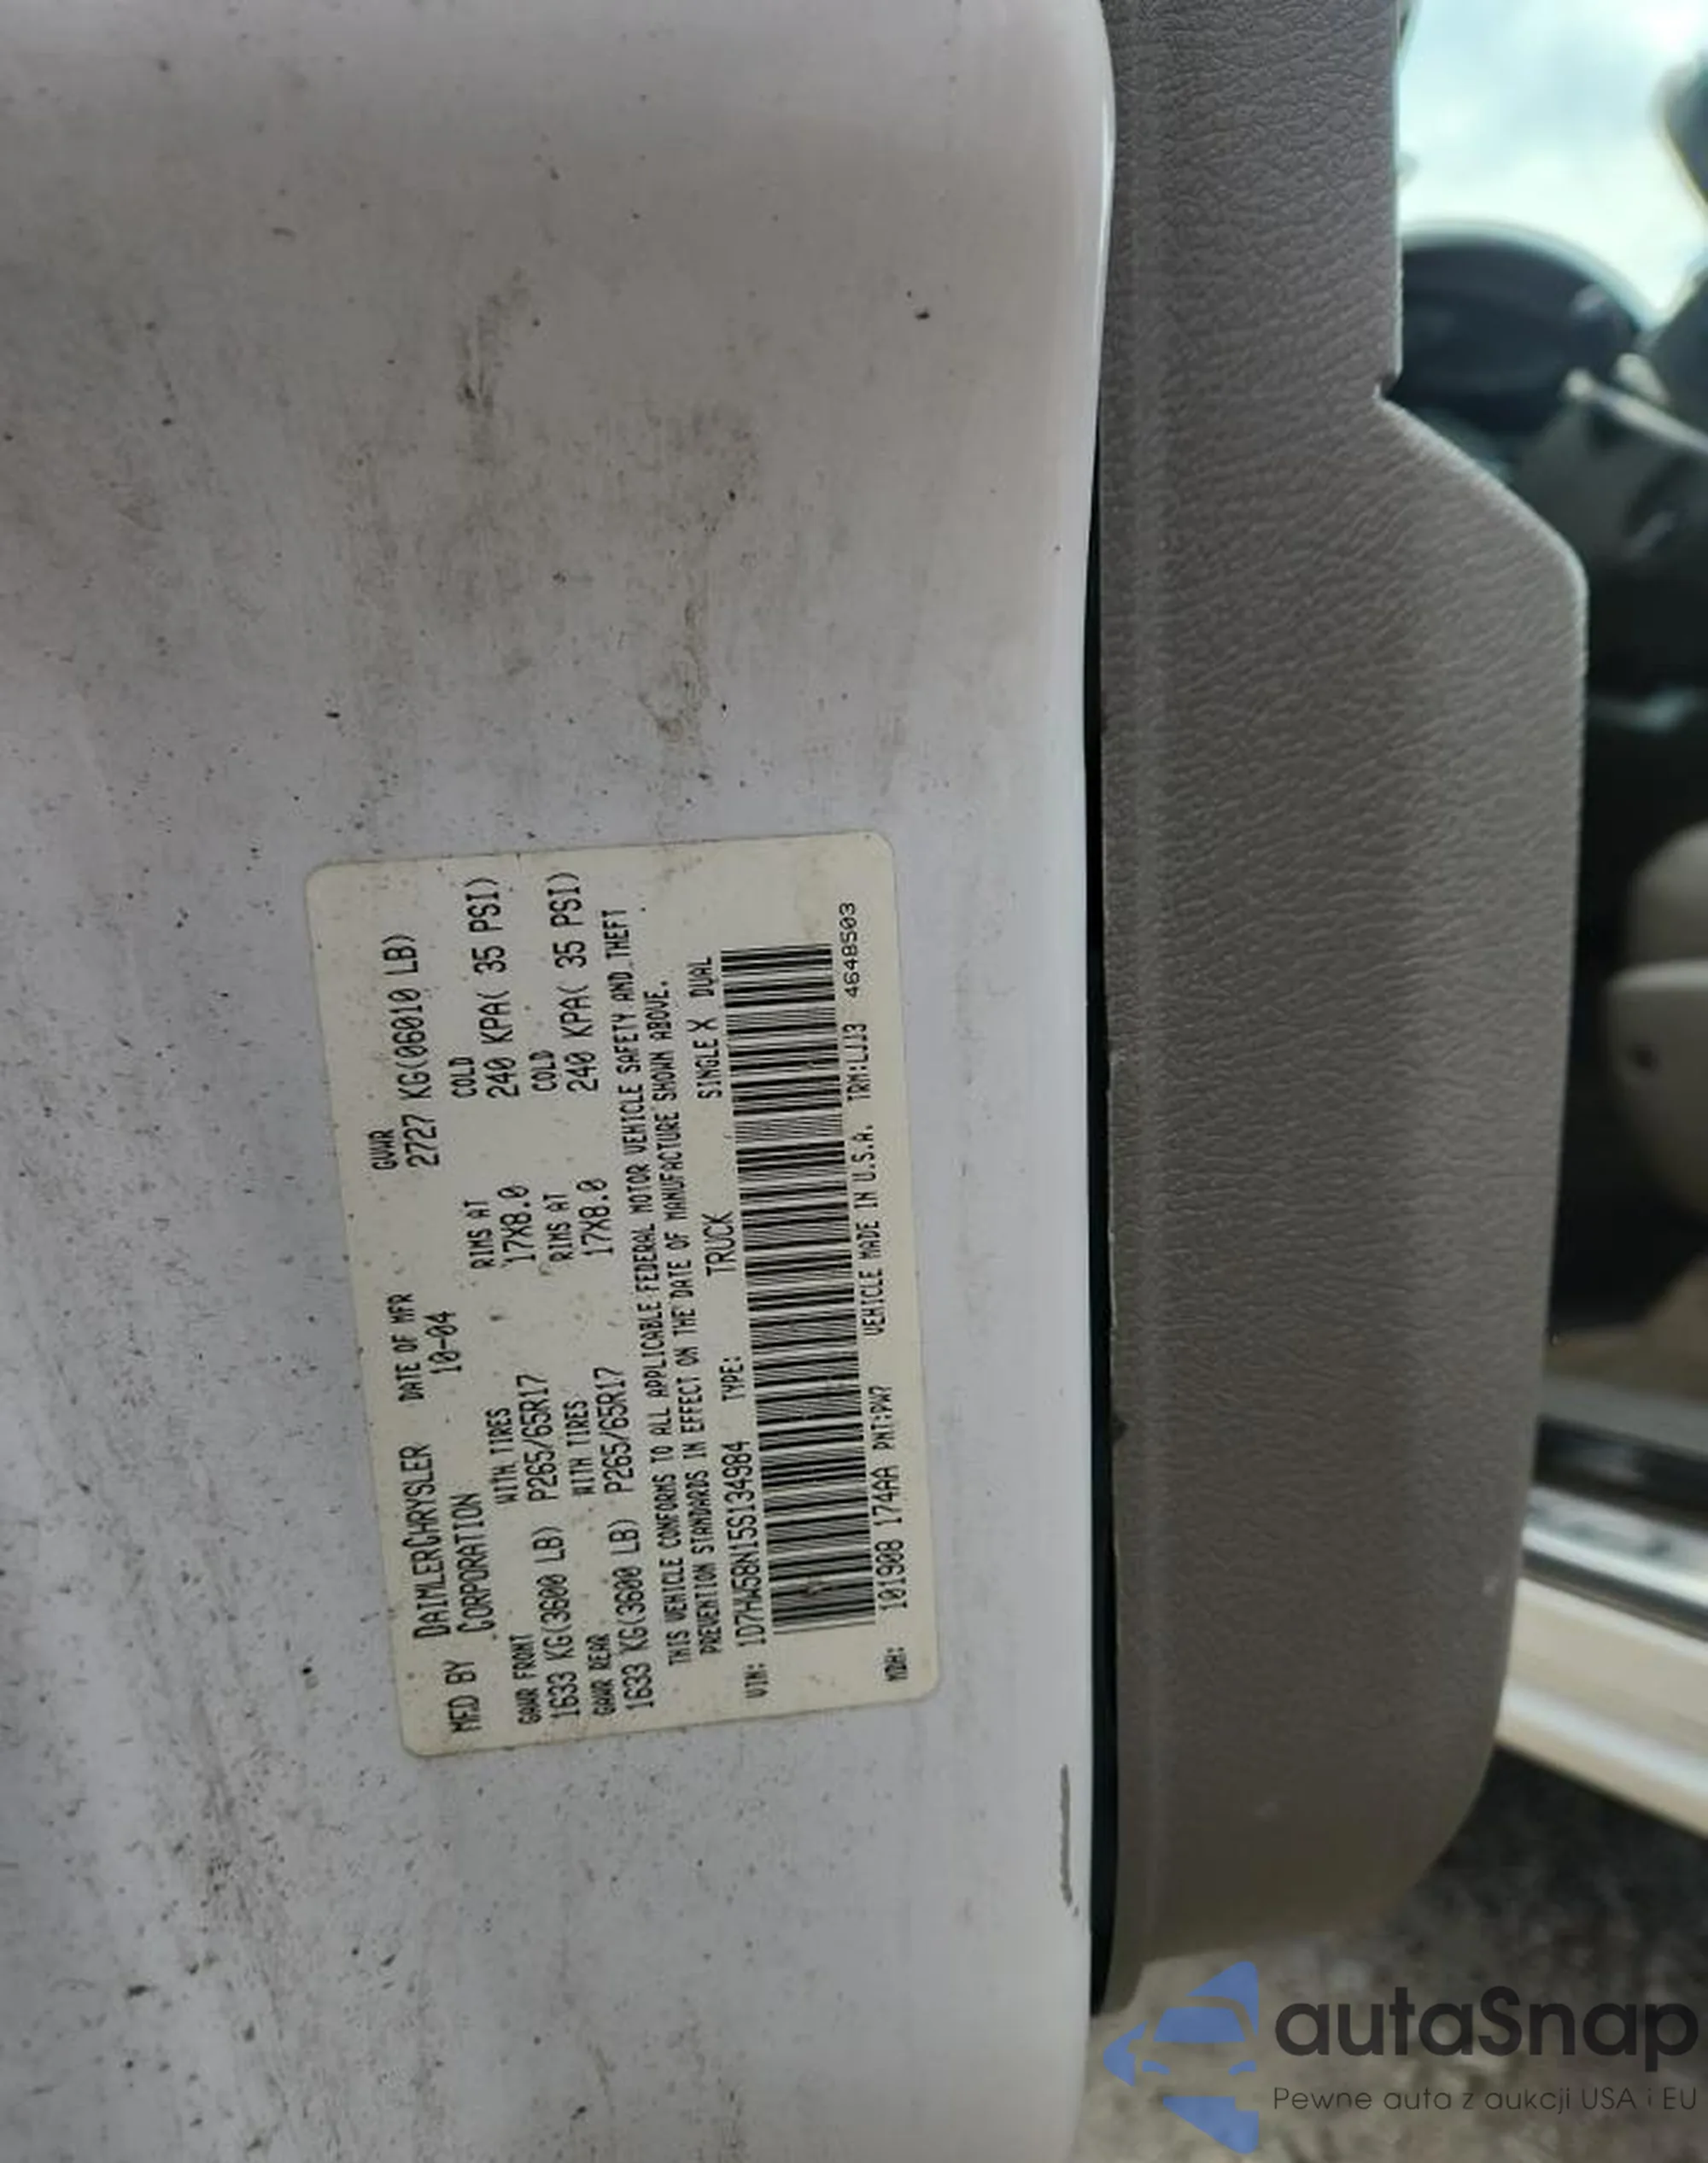 MFD BY DAIMLERCHRYSLER CORPORATION
DATE OF MFR 10-04
GVWR 2727 KG(06010 LB)
GAWR FRONT WITH TIRES RIMS AT COLD
1633 KG(3600 LB) P265/65R17 17X8.0 240 KPA( 35 PSI)
GAWR REAR WITH TIRES RIMS AT COLD
1633 KG(3600 LB) P265/65R17 17X8.0 240 KPA( 35 PSI)
THIS VEHICLE CONFORMS TO ALL APPLICABLE FEDERAL MOTOR VEHICLE SAFETY AND THEFT
PREVENTION STANDARDS IN EFFECT ON THE DATE OF MANUFACTURE SHOWN ABOVE.
VIN: 1D7HW58N15S134984 TYPE: TRUCK SINGLE X DUAL
MDH: 101908 174AA PNT:PW7 VEHICLE MADE IN U.S.A. TRM:LJJ3 4648503
autaSnap
Pewne auta z aukcji USA i EU